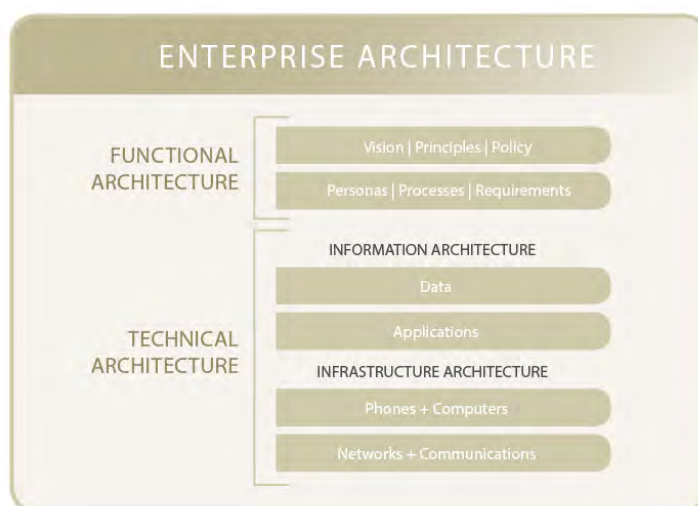 ENTERPRISE ARCHITECTURE
FUNCTIONAL
ARCHITECTURE
Vision | Principles | Policy
Personas | Processes | Requirements
TECHNICAL
ARCHITECTURE
INFORMATION ARCHITECTURE
Data
Applications
INFRASTRUCTURE ARCHITECTURE
Phones + Computers
Networks + Communications